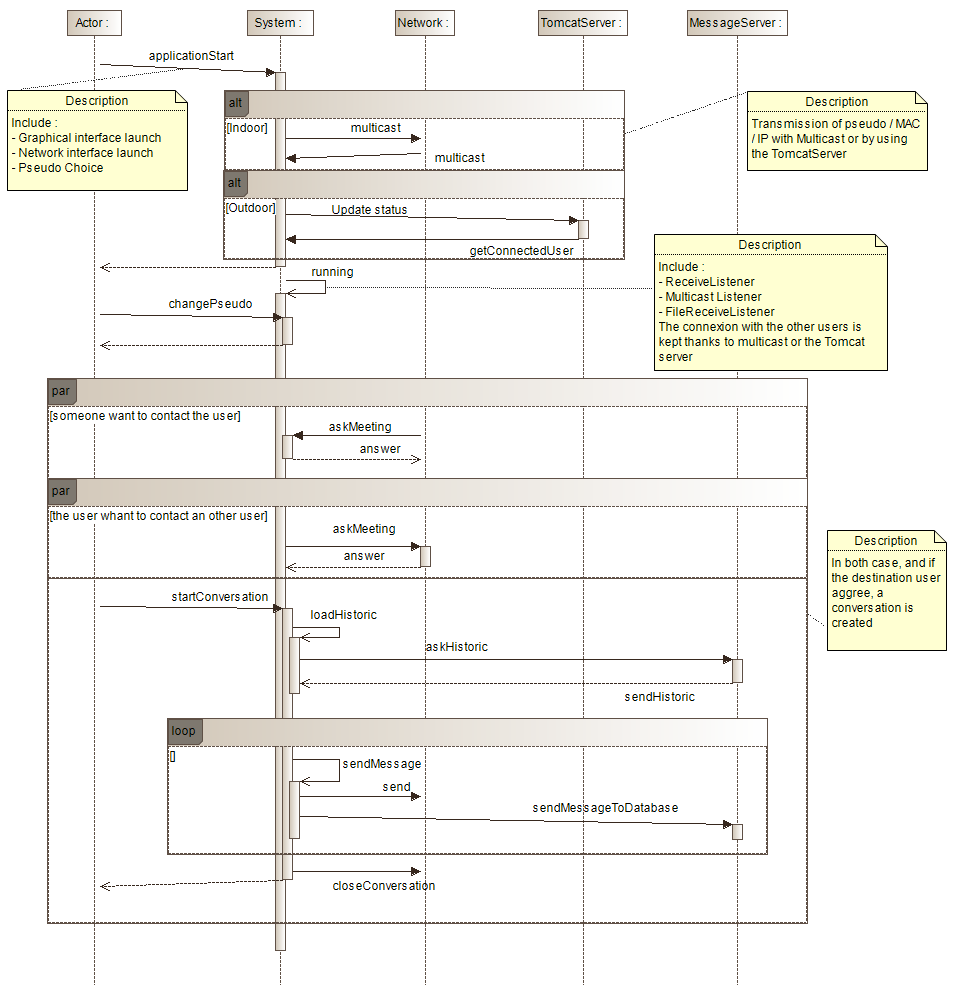 Actor :
System :
Network :
TomcatServer :
MessageServer :
applicationStart
Description
Include :
- Graphical interface launch
- Network interface launch
- Pseudo Choice
alt
[Indoor]
multicast
multicast
Description
Transmission of pseudo / MAC
/ IP with Multicast or by using
the TomcatServer
alt
[Outdoor]
Update status
getConnectedUser
running
Description
Include :
- ReceiveListener
- Multicast Listener
- FileReceiveListener
The connexion with the other users is
kept thanks to multicast or the Tomcat
server
changePseudo
par
[someone want to contact the user]
askMeeting
answer
par
[the user whant to contact an other user]
askMeeting
answer
Description
In both case, and if
the destination user
aggree, a
conversation is
created
startConversation
loadHistoric
askHistoric
sendHistoric
loop
[]
sendMessage
send
sendMessageToDatabase
closeConversation